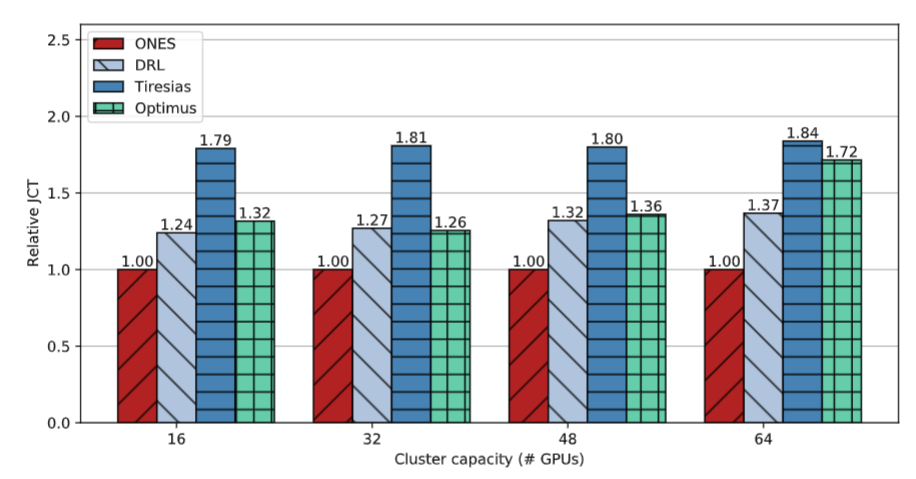 2.5
2.0
1.5
1.0
0.5
0.0
Relative JCT
ONES
DRL
Tiresias
Optimus
1.00 1.24 1.79 1.32
1.00 1.27 1.81 1.26
1.00 1.32 1.80 1.36
1.00 1.37 1.84 1.72
16 32 48 64
Cluster capacity (# GPUs)